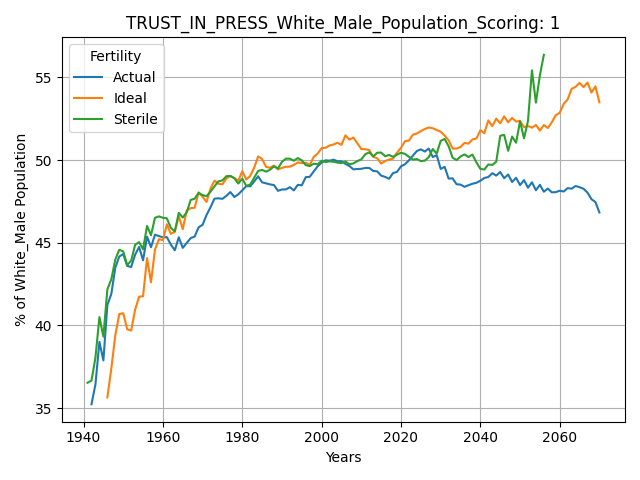 TRUST_IN_PRESS_White_Male_Population_Scoring: 1
Fertility
Actual
Ideal
Sterile
% of White_Male Population
55
50
45
40
35
1940 1960 1980 2000 2020 2040 2060
Years